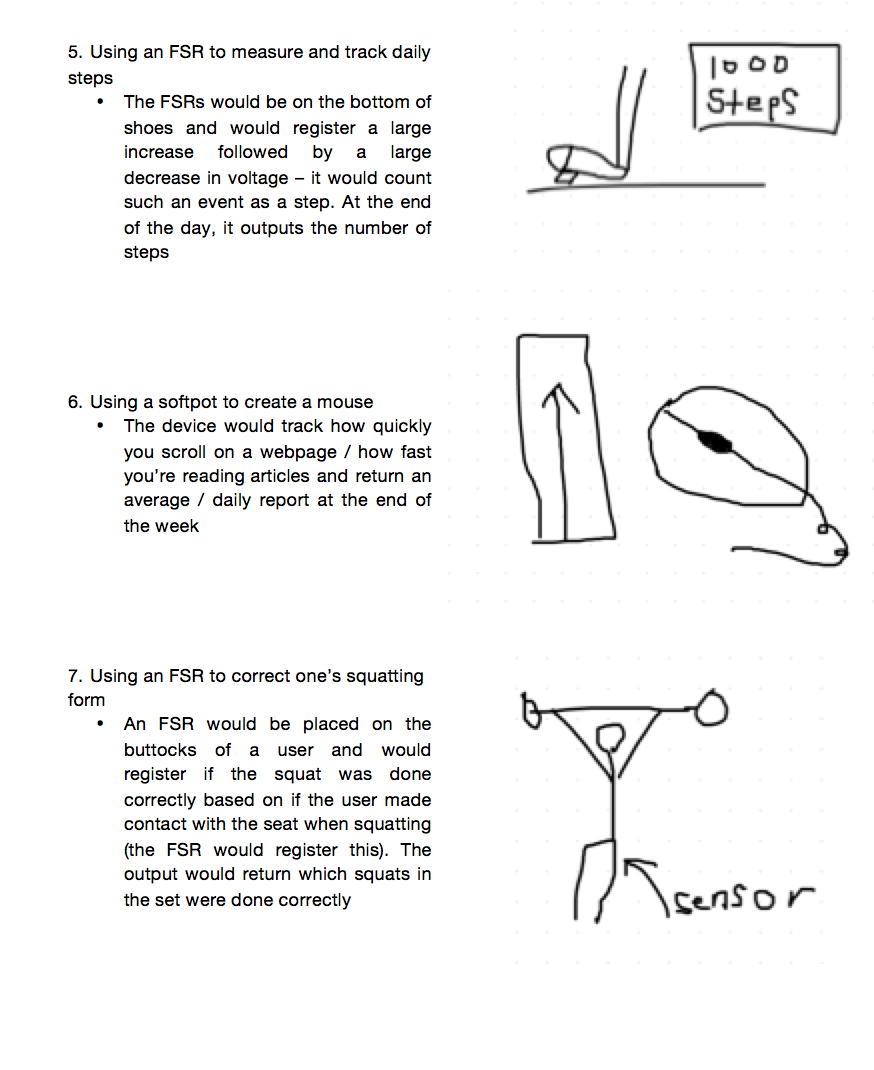 5. Using an FSR to measure and track daily
steps
• The FSRs would be on the bottom of
shoes and would register a large
increase followed by a large
decrease in voltage – it would count
such an event as a step. At the end
of the day, it outputs the number of
steps
1000
Steps
6. Using a softpot to create a mouse
• The device would track how quickly
you scroll on a webpage / how fast
you're reading articles and return an
average / daily report at the end of
the week
7. Using an FSR to correct one's squatting
form
• An FSR would be placed on the
buttocks of a user and would
register if the squat was done
correctly based on if the user made
contact with the seat when squatting
(the FSR would register this). The
output would return which squats in
the set were done correctly
sensor